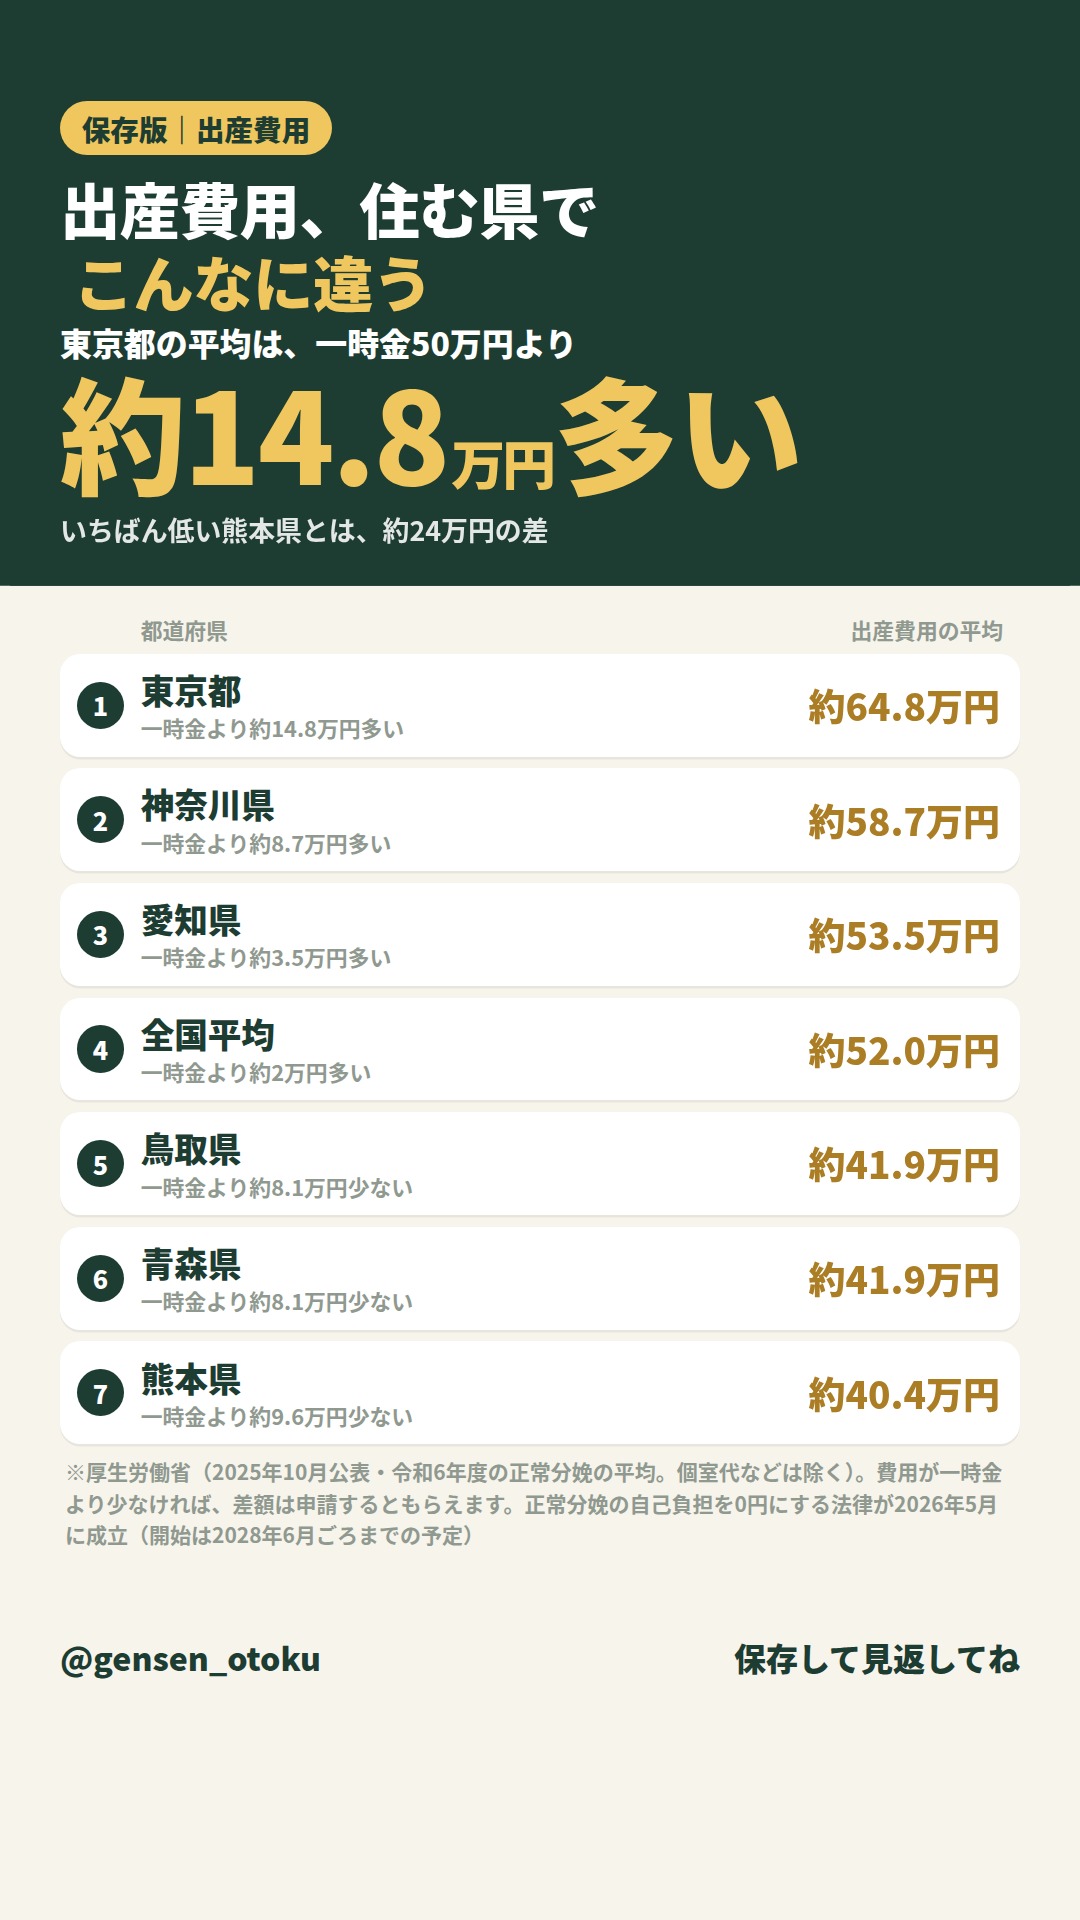 保存版｜出産費用
出産費用、住む県で
こんなに違う
東京都の平均は、一時金50万円より
約14.8万円多い
いちばん低い熊本県とは、約24万円の差
都道府県 出産費用の平均
1 東京都 約64.8万円
一時金より約14.8万円多い
2 神奈川県 約58.7万円
一時金より約8.7万円多い
3 愛知県 約53.5万円
一時金より約3.5万円多い
4 全国平均 約52.0万円
一時金より約2万円多い
5 鳥取県 約41.9万円
一時金より約8.1万円少ない
6 青森県 約41.9万円
一時金より約8.1万円少ない
7 熊本県 約40.4万円
一時金より約9.6万円少ない
※厚生労働省（2025年10月公表・令和6年度の正常分娩の平均。個室代などは除く）。費用が一時金
より少なければ、差額は申請するともらえます。正常分娩の自己負担を0円にする法律が2026年5月
に成立（開始は2028年6月ごろまでの予定）
@gensen_otoku 保存して見返してね